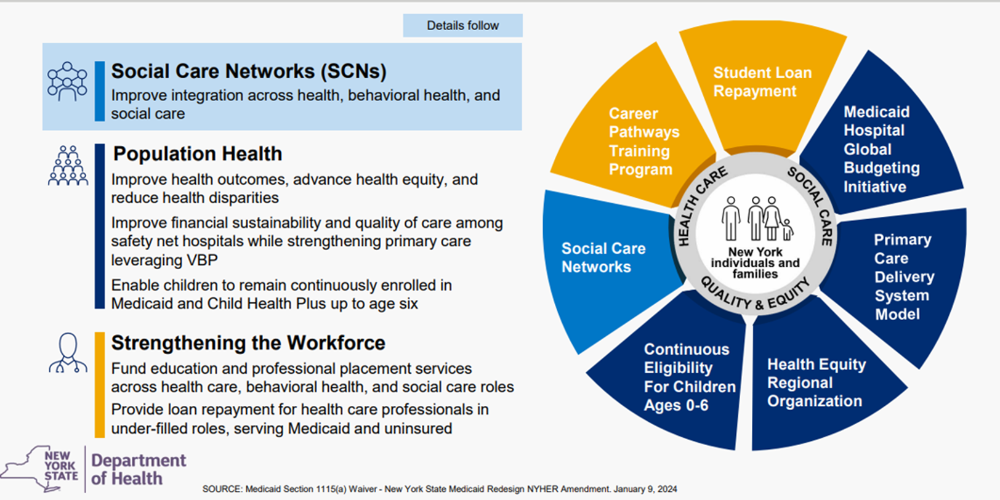 Details follow
Social Care Networks (SCNs)
Improve integration across health, behavioral health, and
social care
Population Health
Improve health outcomes, advance health equity, and
reduce health disparities
Improve financial sustainability and quality of care among
safety net hospitals while strengthening primary care
leveraging VBP
Enable children to remain continuously enrolled in
Medicaid and Child Health Plus up to age six
Strengthening the Workforce
Fund education and professional placement services
across health care, behavioral health, and social care roles
Provide loan repayment for health care professionals in
under-filled roles, serving Medicaid and uninsured
Student Loan
Repayment
Medicaid
Hospital
Global
Budgeting
Initiative
Primary
Care
Delivery
System
Model
Health Equity
Regional
Organization
Continuous
Eligibility
For Children
Ages 0-6
Social Care
Networks
Career
Pathways
Training
Program
HEALTH CARE
SOCIAL CARE
QUALITY & EQUITY
New York
individuals and
families
NEW
YORK
STATE
Department
of Health
SOURCE: Medicaid Section 1115(a) Waiver - New York State Medicaid Redesign NYHER Amendment. January 9, 2024